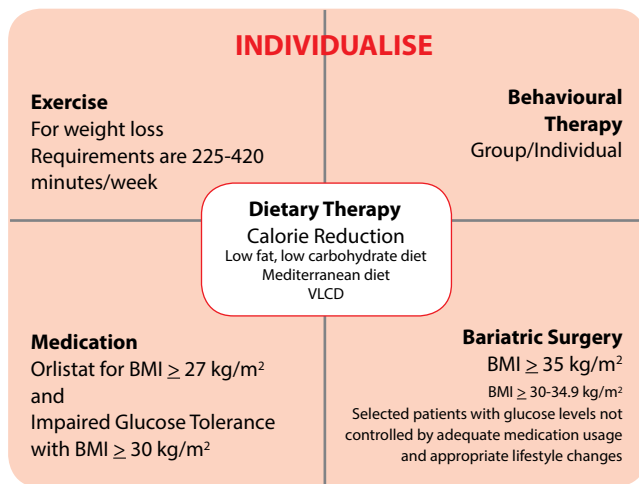 INDIVIDUALISE
Exercise
For weight loss
Requirements are 225-420
minutes/week
Behavioural
Therapy
Group/Individual
Dietary Therapy
Calorie Reduction
Low fat, low carbohydrate diet
Mediterranean diet
VLCD
Medication
Orlistat for BMI ≥ 27 kg/m²
and
Impaired Glucose Tolerance
with BMI ≥ 30 kg/m²
Bariatric Surgery
BMI ≥ 35 kg/m²
BMI ≥ 30-34.9 kg/m²
Selected patients with glucose levels not
controlled by adequate medication usage
and appropriate lifestyle changes